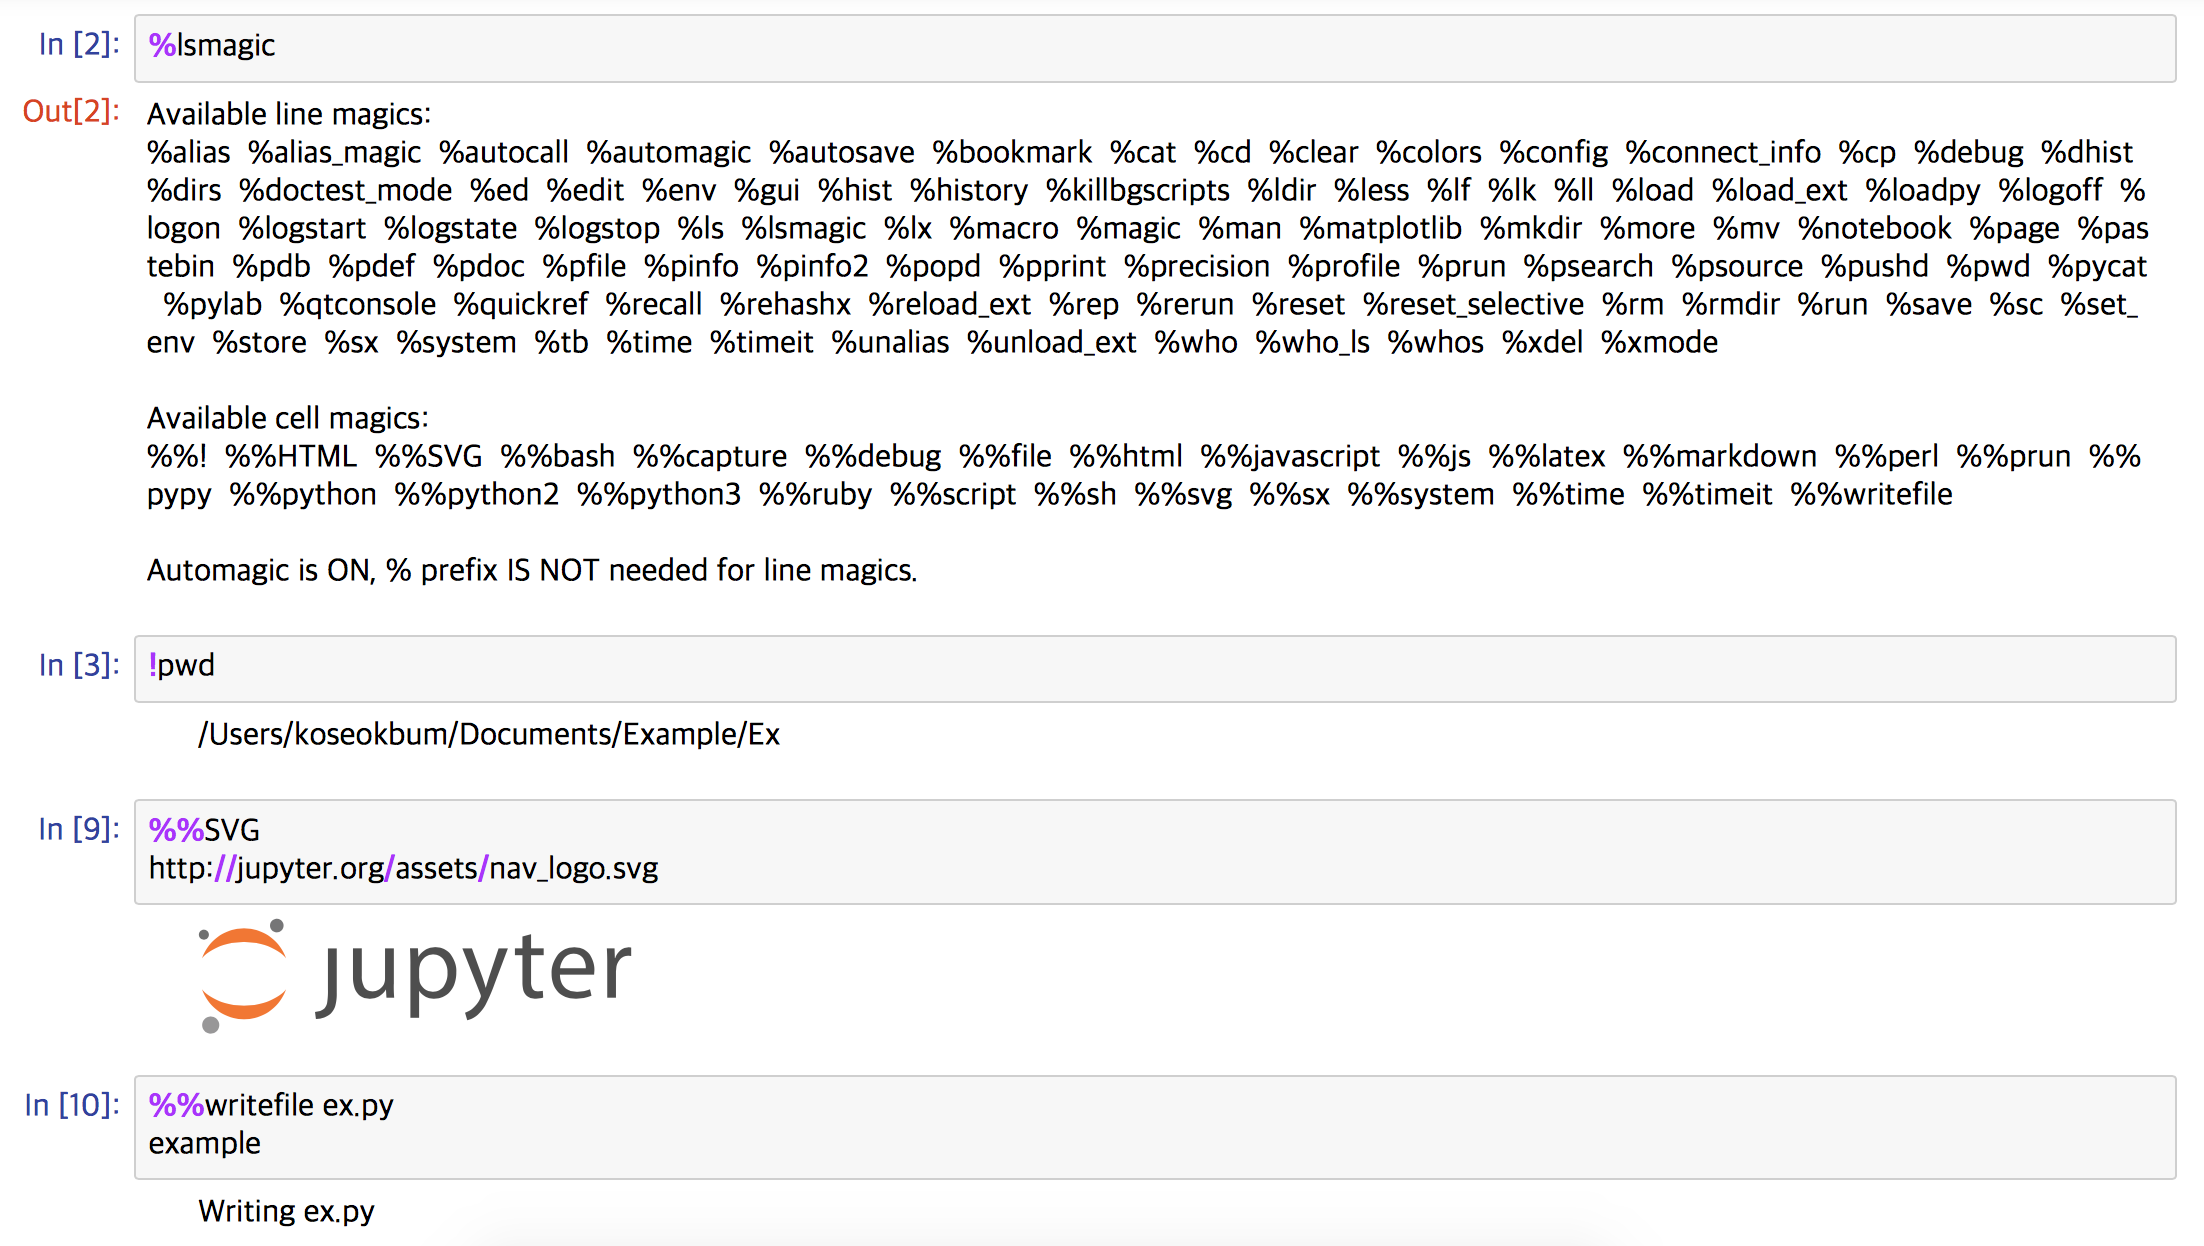 In [2]: %lsmagic
Out[2]: Available line magics:
%alias %alias_magic %autocall %automagic %autosave %bookmark %cat %cd %clear %colors %config %connect_info %cp %debug %dhist
%dirs %doctest_mode %ed %edit %env %gui %hist %history %killbgscripts %ldir %less %lf %lk %ll %load %load_ext %loadpy %logoff %
logon %logstart %logstate %logstop %ls %lsmagic %lx %macro %magic %man %matplotlib %mkdir %more %mv %notebook %page %pas
tebin %pdb %pdef %pdoc %pfile %pinfo %pinfo2 %popd %pprint %precision %profile %prun %psearch %psource %pushd %pwd %pycat
%pylab %qtconsole %quickref %recall %rehashx %reload_ext %rep %rerun %reset %reset_selective %rm %rmdir %run %save %sc %set_
env %store %sx %system %tb %time %timeit %unalias %unload_ext %who %who_ls %whos %xdel %xmode
Available cell magics:
%%! %%HTML %%SVG %%bash %%capture %%debug %%file %%html %%javascript %%js %%latex %%markdown %%perl %%prun %%
pypy %%python %%python2 %%python3 %%ruby %%script %%sh %%svg %%sx %%system %%time %%timeit %%writefile
Automagic is ON, % prefix IS NOT needed for line magics.
In [3]: !pwd
/Users/koseokbum/Documents/Example/Ex
In [9]: %%SVG
http://jupyter.org/assets/nav_logo.svg
jupyter
In [10]: %%writefile ex.py
example
Writing ex.py